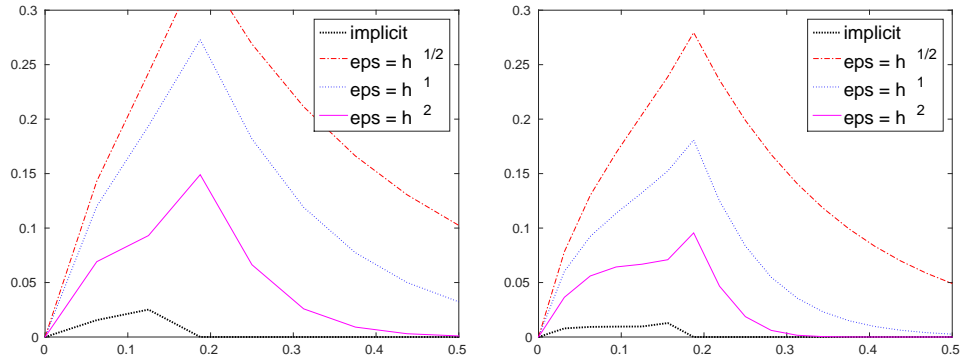 0.3
0.25
0.2
0.15
0.1
0.05
0
0 0.1 0.2 0.3 0.4 0.5
implicit
eps = h 1/2
eps = h 1
eps = h 2
0.3
0.25
0.2
0.15
0.1
0.05
0
0 0.1 0.2 0.3 0.4 0.5
implicit
eps = h 1/2
eps = h 1
eps = h 2